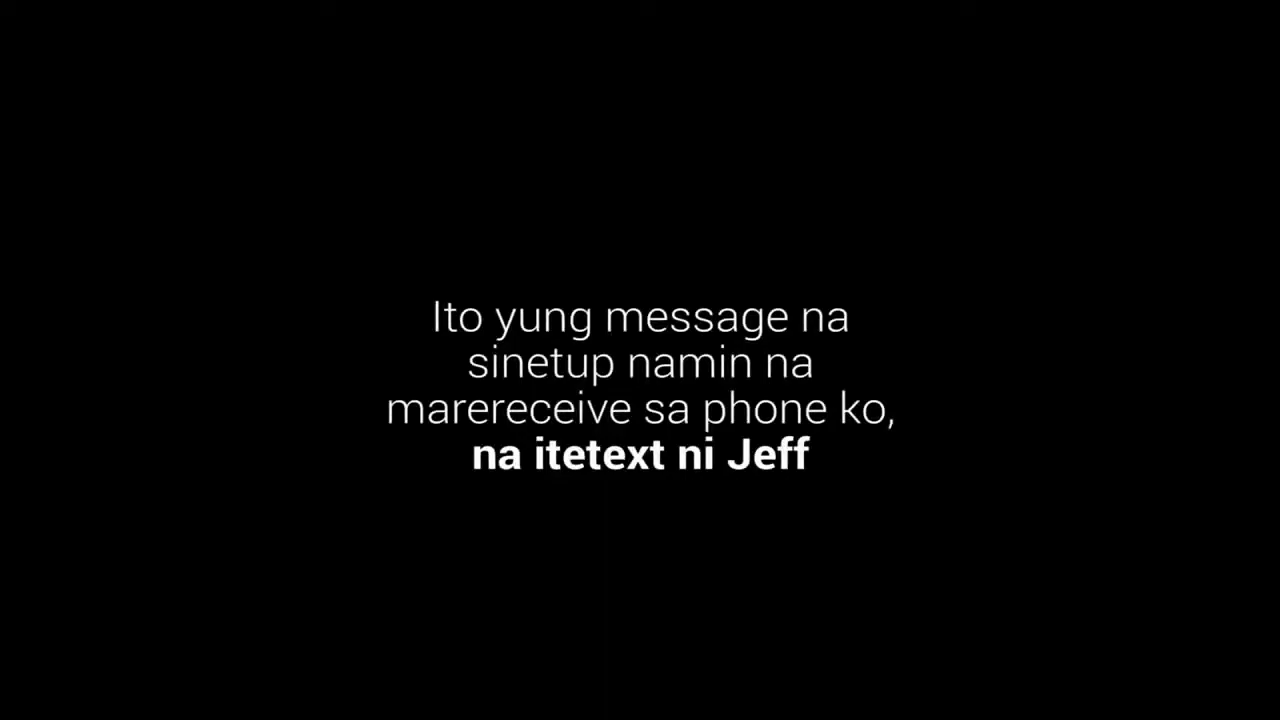 Ito yung message na
sinetup namin na
marereceive sa phone ko,
na itetext ni Jeff